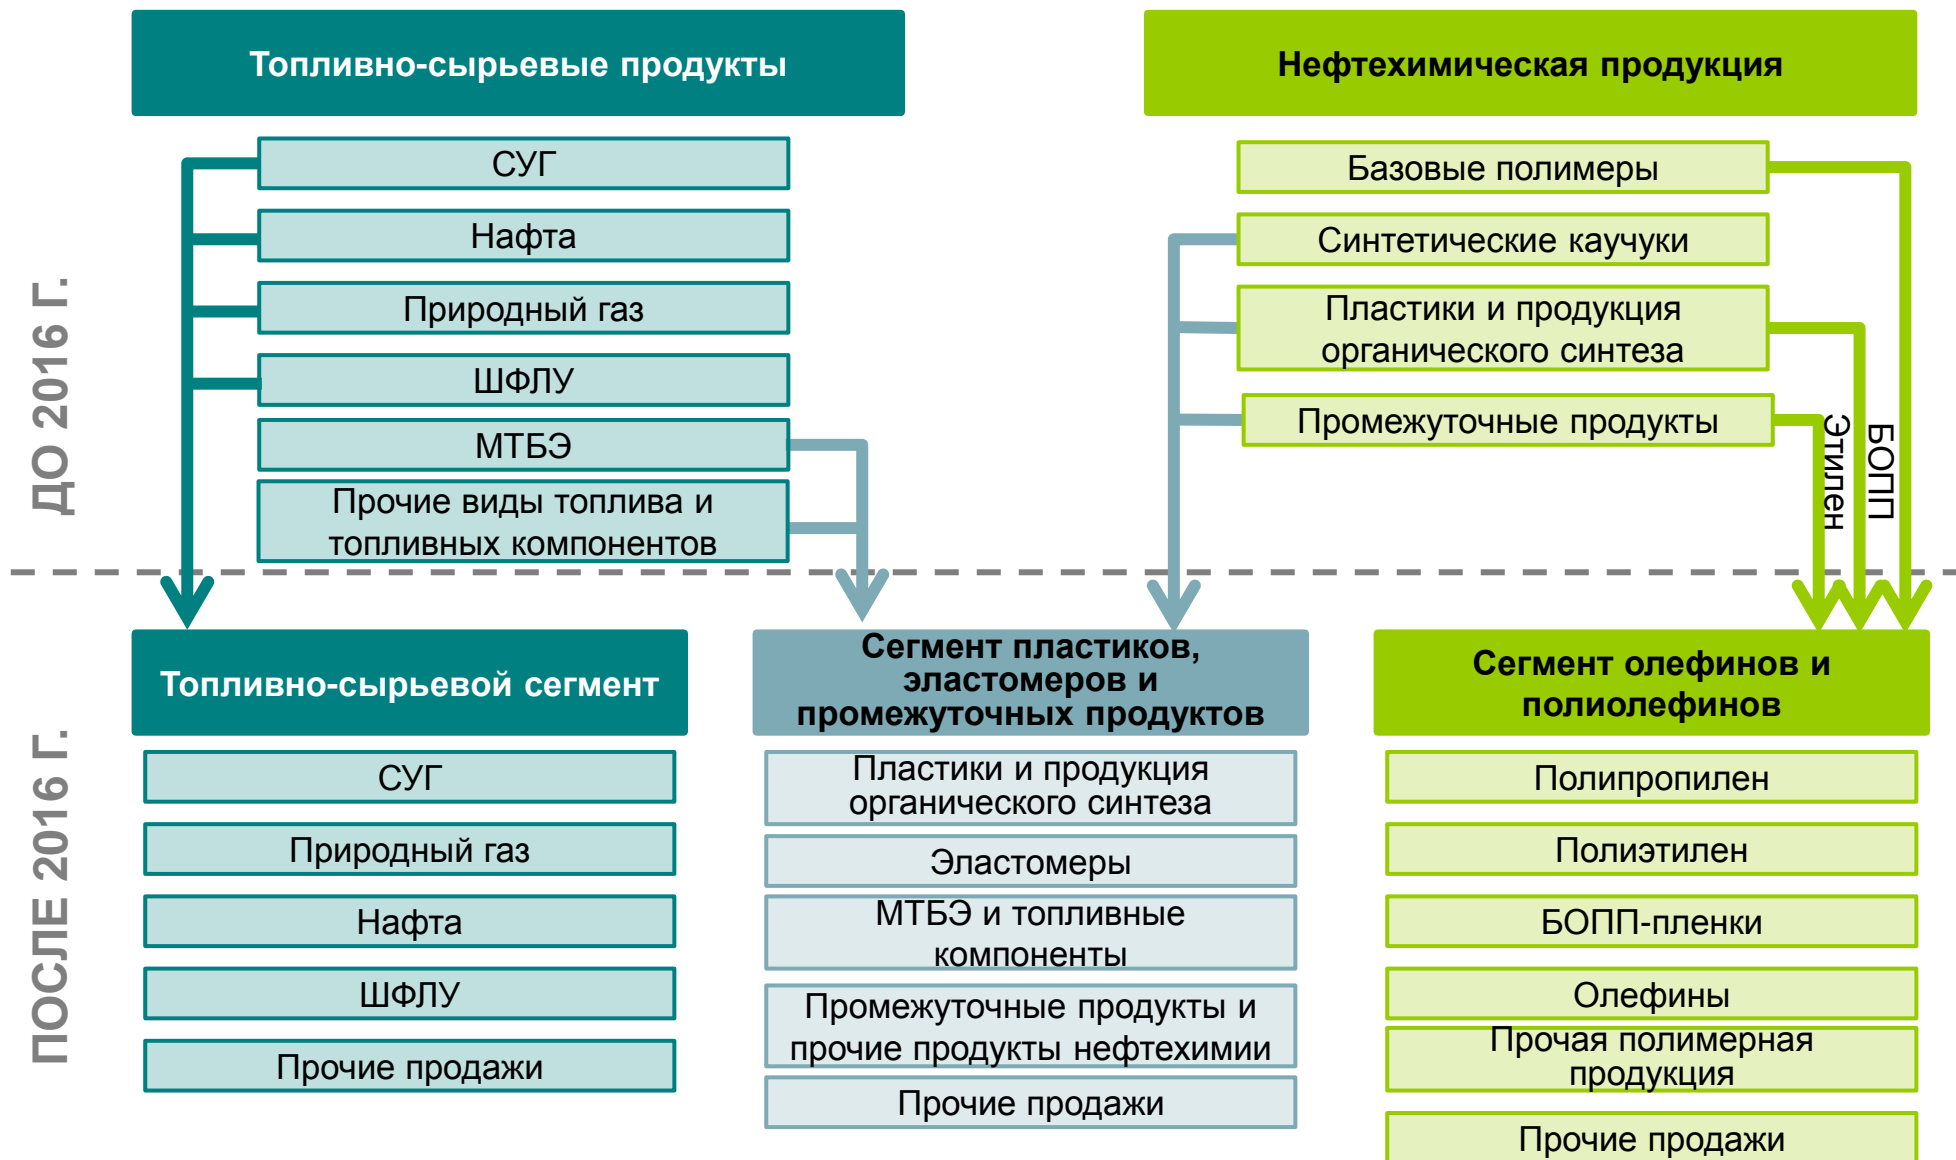 Топливно-сырьевые продукты
Нефтехимическая продукция
ДО 2016 Г.
СУГ
Нафта
Природный газ
ШФЛУ
МТБЭ
Прочие виды топлива и
топливных компонентов
Базовые полимеры
Синтетические каучуки
Пластики и продукция
органического синтеза
Промежуточные продукты
Этилен
БОПП
ПОСЛЕ 2016 Г.
Топливно-сырьевой сегмент
СУГ
Природный газ
Нафта
ШФЛУ
Прочие продажи
Сегмент пластиков,
эластомеров и
промежуточных продуктов
Пластики и продукция
органического синтеза
Эластомеры
МТБЭ и топливные
компоненты
Промежуточные продукты и
прочие продукты нефтехимии
Прочие продажи
Сегмент олефинов и
полиолефинов
Полипропилен
Полиэтилен
БОПП-пленки
Олефины
Прочая полимерная
продукция
Прочие продажи